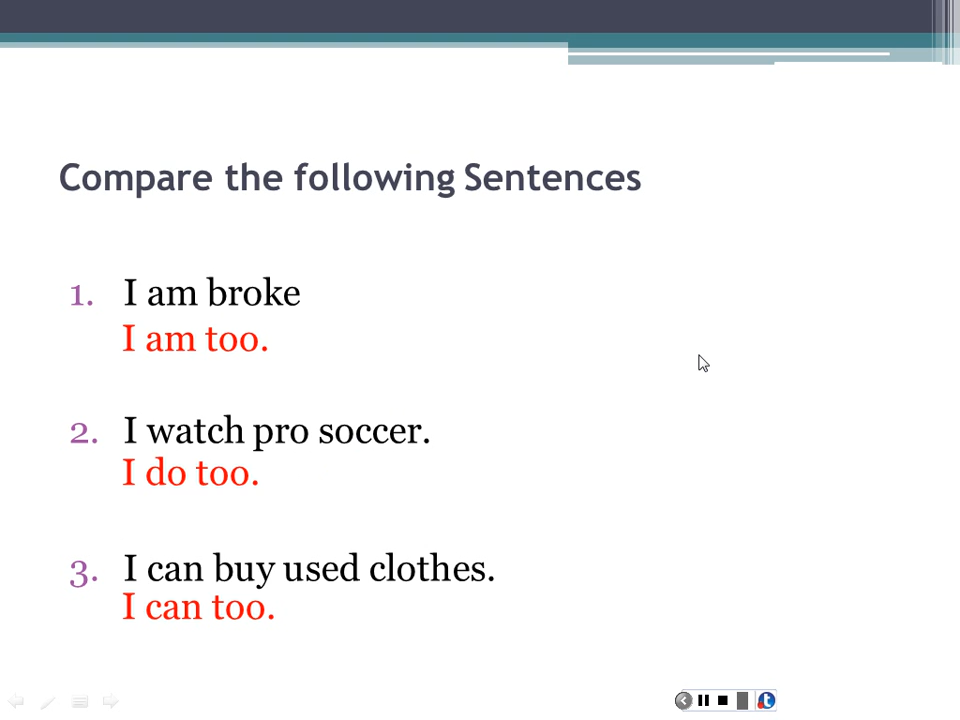 Compare the following Sentences
1. I am broke
I am too.
2. I watch pro soccer.
I do too.
3. I can buy used clothes.
I can too.